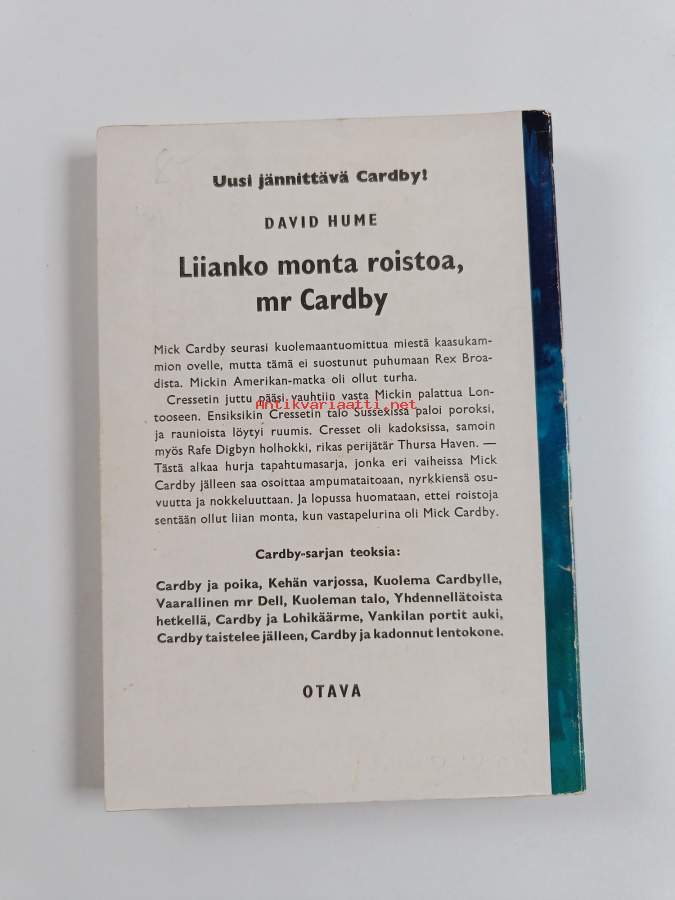 Uusi jännittävä Cardby!
DAVID HUME
Liianko monta roistoa,
mr Cardby
Mick Cardby seurasi kuolemaantuomittua miestä kaasukam-
mion ovelle, mutta tämä ei suostunut puhumaan Rex Broa-
dista. Mickin Amerikan-matka oli ollut turha.
Cressetin juttu pääsi vauhtiin vasta Mickin palattua Lon-
antikvariaatti.net
tooseen. Ensiksikin Cressetin talo Sussexissa paloi poroksi,
ja raunioista löytyi ruumis. Cresset oli kadoksissa, samoin
myös Rafe Digbyn holhokki, rikas perijätär Thursa Haven. —
Tästä alkaa hurja tapahtumasarja, jonka eri vaiheissa Mick
Cardby jälleen saa osoittaa ampumataitoaan, nyrkkiensä osu-
vuutta ja nokkeluuttaan. Ja lopussa huomataan, ettei roistoja
sentään ollut liian monta, kun vastapelurina oli Mick Cardby.
Cardby-sarjan teoksia:
Cardby ja poika, Kehän varjossa, Kuolema Cardbylle,
Vaarallinen mr Dell, Kuoleman talo, Yhdennellätoista
hetkellä, Cardby ja Lohikäärme, Vankilan portit auki,
Cardby taistelee jälleen, Cardby ja kadonnut lentokone.
OTAVA